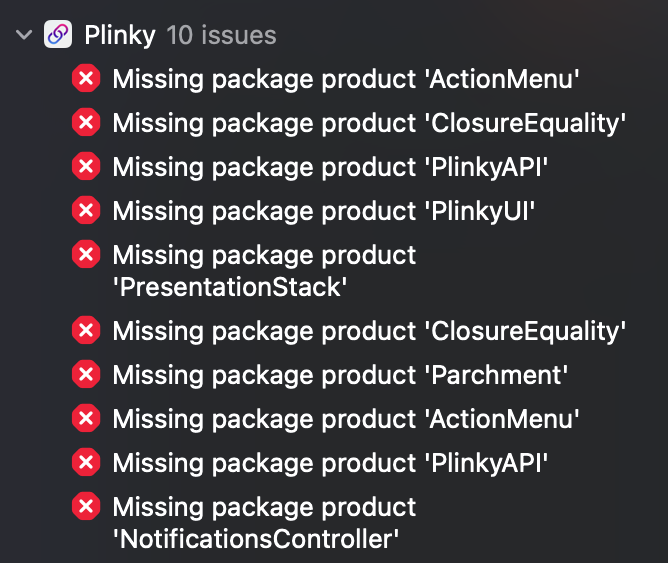 Plinky 10 issues
Missing package product 'ActionMenu'
Missing package product 'ClosureEquality'
Missing package product 'PlinkyAPI'
Missing package product 'PlinkyUI'
Missing package product
'PresentationStack'
Missing package product 'ClosureEquality'
Missing package product 'Parchment'
Missing package product 'ActionMenu'
Missing package product 'PlinkyAPI'
Missing package product
'NotificationsController'